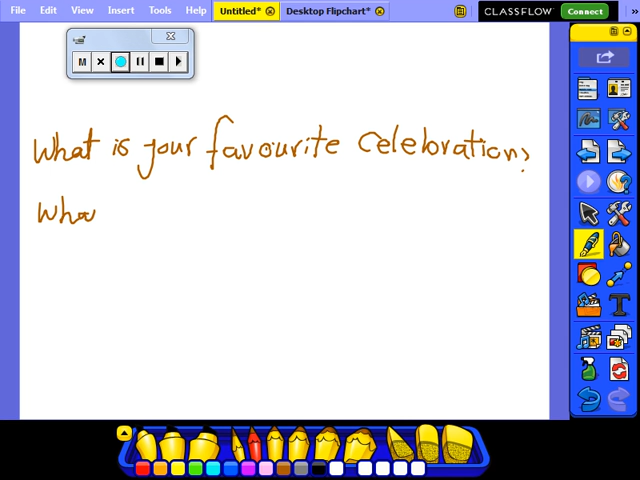 File Edit View Insert Tools Help Untitled* Desktop Flipchart* CLASSFLOW Connect »
M
What is your favourite Celebration?
Wha